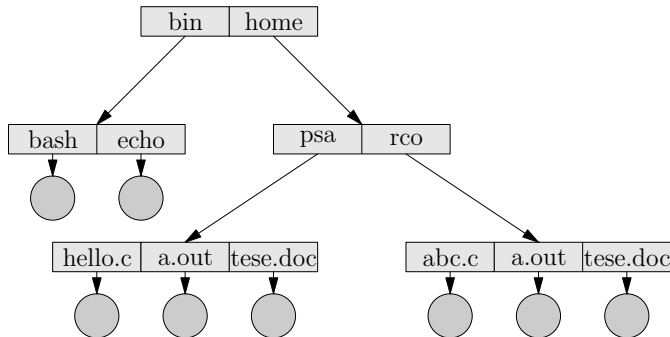 bin home
bash echo
psa rco
hello.c a.out tese.doc
abc.c a.out tese.doc